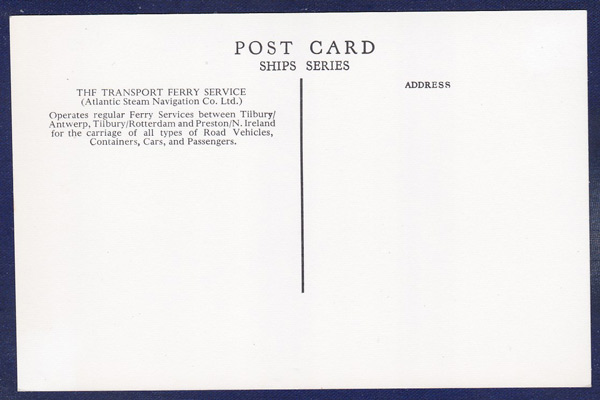 POST CARD
SHIPS SERIES
THE TRANSPORT FERRY SERVICE
(Atlantic Steam Navigation Co. Ltd.)
Operates regular Ferry Services between Tilbury/
Antwerp, Tilbury/Rotterdam and Preston/N. Ireland
for the carriage of all types of Road Vehicles,
Containers, Cars, and Passengers.
ADDRESS